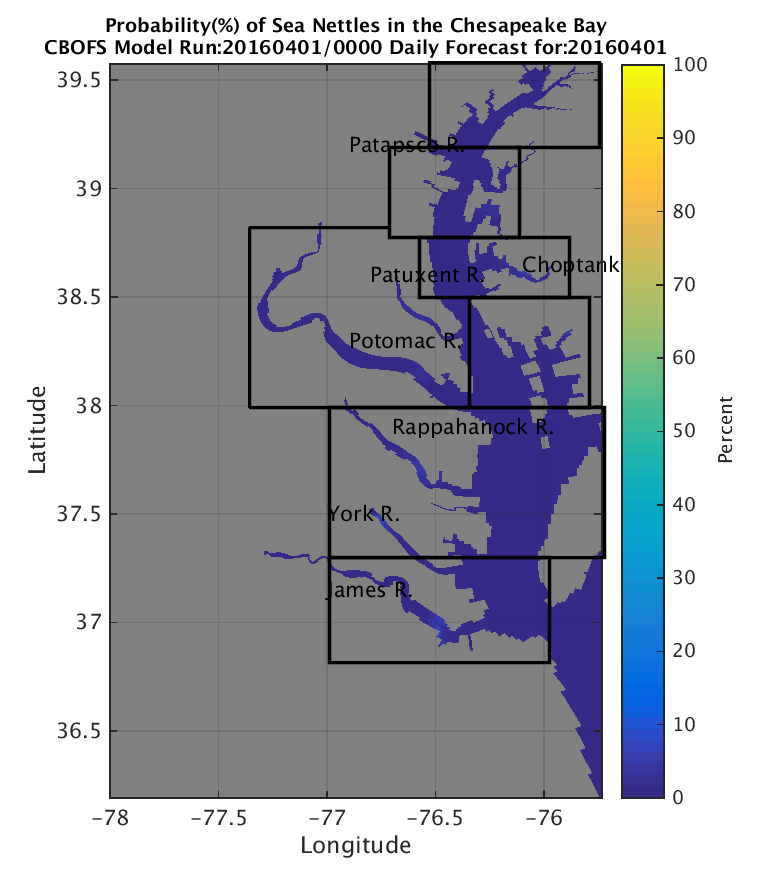 Probability(%) of Sea Nettles in the Chesapeake Bay
CBOFS Model Run:20160401/0000 Daily Forecast for:20160401
39.5
39
38.5
38
37.5
37
36.5
Latitude
Patapsco R.
Choptank
Patuxent R.
Potomac R.
Rappahanock R.
York R.
James R.
−78
−77.5
−77
−76.5
−76
Longitude
100
90
80
70
60
50
40
30
20
10
0
Percent